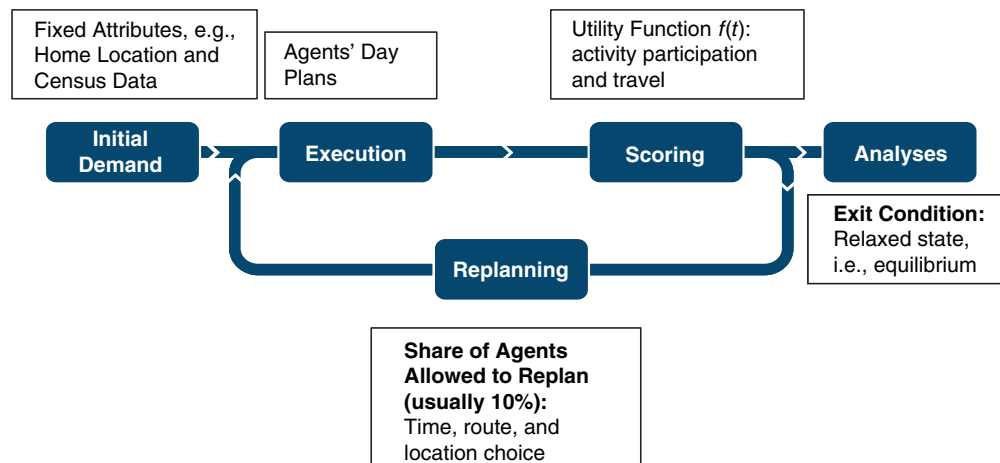 Fixed Attributes, e.g.,
Home Location and
Census Data
Agents’ Day
Plans
Utility Function f(t):
activity participation
and travel
Initial
Demand
Execution
Scoring
Analyses
Exit Condition:
Relaxed state,
i.e., equilibrium
Replanning
Share of Agents
Allowed to Replan
(usually 10%):
Time, route, and
location choice